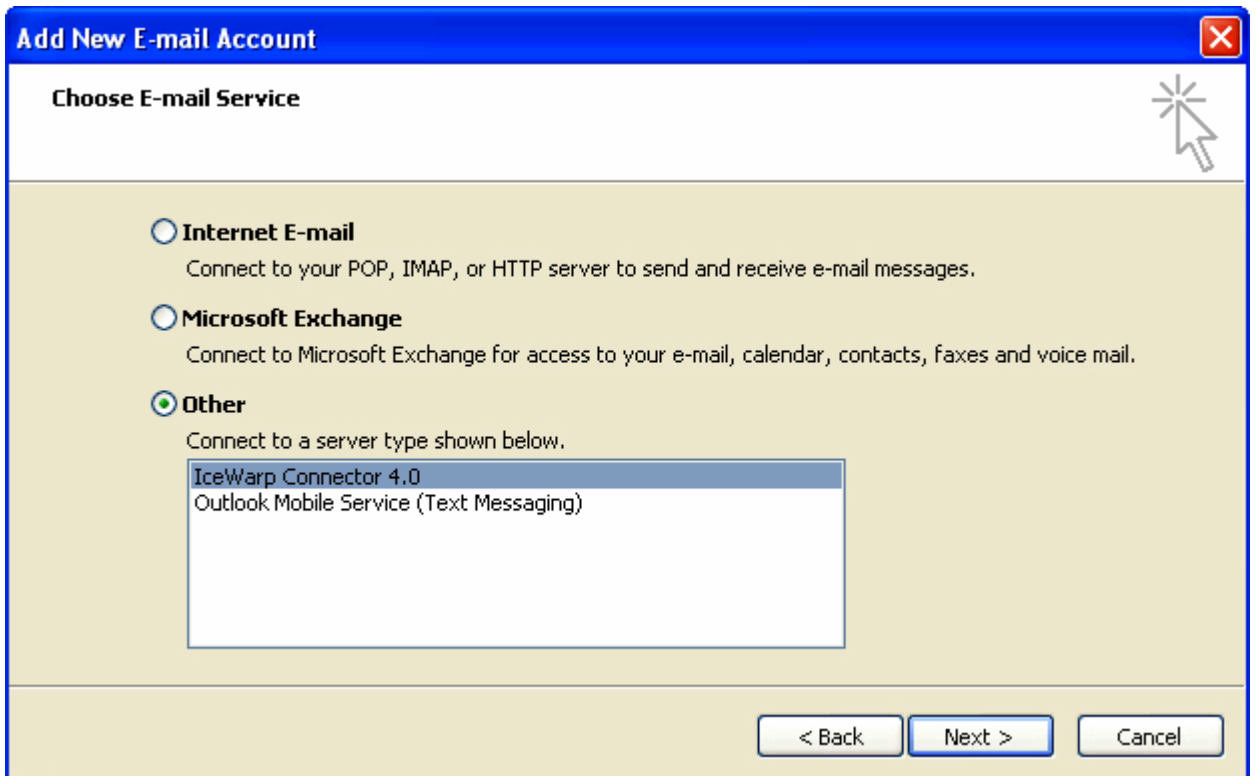 Add New E-mail Account
Choose E-mail Service
Internet E-mail
Connect to your POP, IMAP, or HTTP server to send and receive e-mail messages.
Microsoft Exchange
Connect to Microsoft Exchange for access to your e-mail, calendar, contacts, faxes and voice mail.
Other
Connect to a server type shown below.
IceWarp Connector 4.0
Outlook Mobile Service (Text Messaging)
< Back Next > Cancel